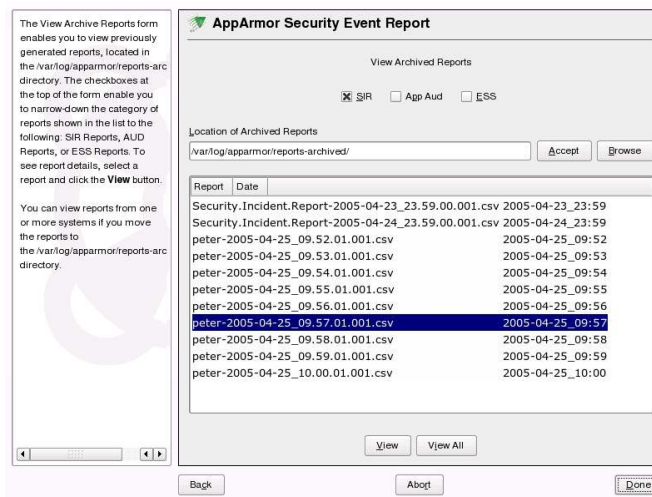 The View Archive Reports form
enables you to view previously
generated reports, located in
the /var/log/apparmor/reports-arc
directory. The checkboxes at
the top of the form enable you
to narrow-down the category of
reports shown in the list to the
following: SIR Reports, AUD
Reports, or ESS Reports. To
see report details, select a
report and click the View button.
You can view reports from one
or more systems if you move
the reports to
the /var/log/apparmor/reports-arc
directory.
AppArmor Security Event Report
View Archived Reports
SIR App Aud ESS
Location of Archived Reports
/var/log/apparmor/reports-archived/ Accept Browse
Report Date
Security.Incident.Report-2005-04-23_23.59.00.001.csv 2005-04-23_23:59
Security.Incident.Report-2005-04-24_23.59.00.001.csv 2005-04-24_23:59
peter-2005-04-25_09.52.01.001.csv 2005-04-25_09:52
peter-2005-04-25_09.53.01.001.csv 2005-04-25_09:53
peter-2005-04-25_09.54.01.001.csv 2005-04-25_09:54
peter-2005-04-25_09.55.01.001.csv 2005-04-25_09:55
peter-2005-04-25_09.56.01.001.csv 2005-04-25_09:56
peter-2005-04-25_09.57.01.001.csv 2005-04-25_09:57
peter-2005-04-25_09.58.01.001.csv 2005-04-25_09:58
peter-2005-04-25_09.59.01.001.csv 2005-04-25_09:59
peter-2005-04-25_10.00.01.001.csv 2005-04-25_10:00
View View All
Back Abort Done